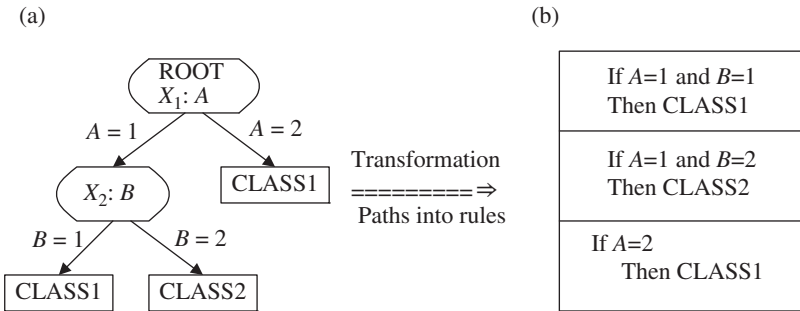 (a)
ROOT
X₁: A
A = 1
A = 2
X₂: B
CLASS1
B = 1
B = 2
CLASS1
CLASS2
Transformation
=========⇒
Paths into rules
(b)
If A=1 and B=1
Then CLASS1
If A=1 and B=2
Then CLASS2
If A=2
Then CLASS1